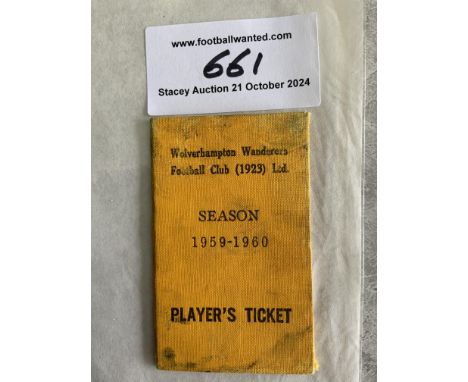 www.footballwanted.com
661
Stacey Auction 21 October 2024
Wolverhampton Wanderers
Football Club (1923) Ltd.
SEASON
1959-1960
PLAYER'S TICKET